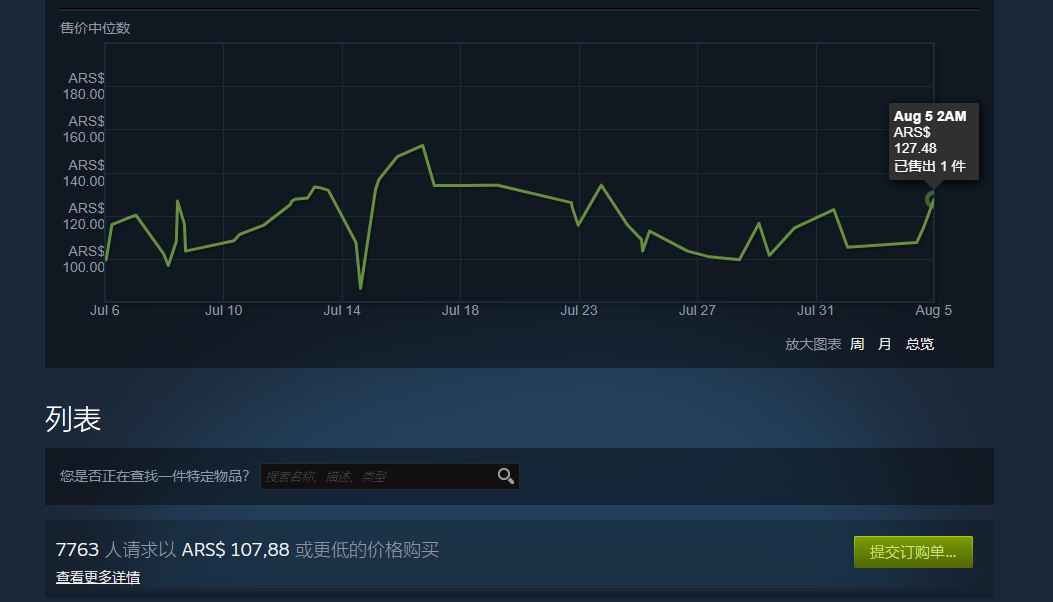 售价中位数
ARS$
180.00
ARS$
160.00
ARS$
140.00
ARS$
120.00
ARS$
100.00
Aug 5 2AM
ARS$
127.48
已售出 1 件
Jul 6 Jul 10 Jul 14 Jul 18 Jul 23 Jul 27 Jul 31 Aug 5
放大图表 周 月 总览
列表
您是否正在查找一件特定物品？ 搜索名称、描述、类型
7763 人请求以 ARS$ 107,88 或更低的价格购买
提交订购单...
查看更多详情